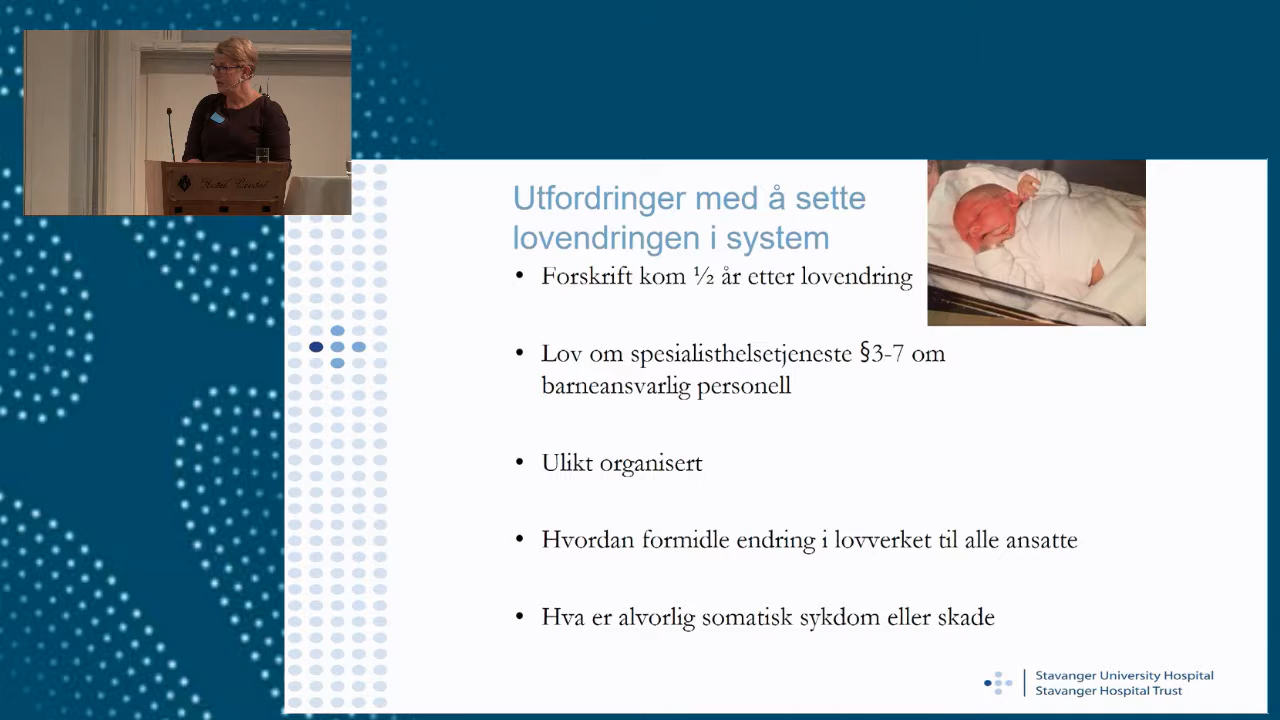 Utfordringer med å sette
lovendringen i system
• Forskrift kom ½ år etter lovendring
• Lov om spesialisthelsetjeneste §3-7 om
barneansvarlig personell
• Ulikt organisert
• Hvordan formidle endring i lovverket til alle ansatte
• Hva er alvorlig somatisk sykdom eller skade
Stavanger University Hospital
Stavanger Hospital Trust